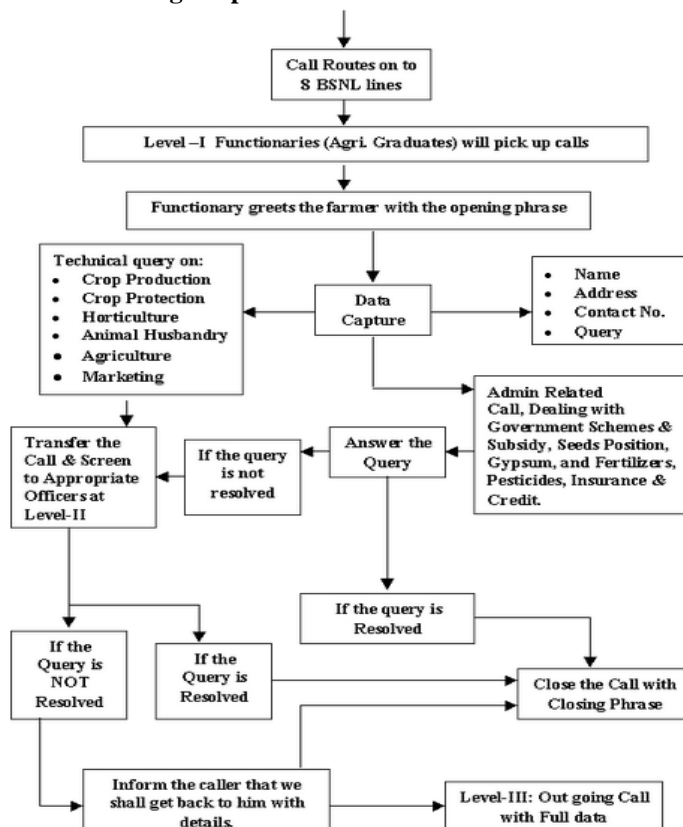 Call Routes on to
8 BSNL lines
Level –I Functionaries (Agri. Graduates) will pick up calls
Functionary greets the farmer with the opening phrase
Technical query on:
• Crop Production
• Crop Protection
• Horticulture
• Animal Husbandry
• Agriculture
• Marketing
Data
Capture
• Name
• Address
• Contact No.
• Query
Admin Related
Call, Dealing with
Government Schemes &
Subsidy, Seeds Position,
Gypsum, and Fertilizers,
Pesticides, Insurance &
Credit.
Answer the
Query
If the query
is not
resolved
Transfer the
Call & Screen
to Appropriate
Officers at
Level-II
If the query is
Resolved
If the
Query is
NOT
Resolved
If the
Query is
Resolved
Close the Call with
Closing Phrase
Inform the caller that we
shall get back to him with
details.
Level-III: Out going Call
with Full data